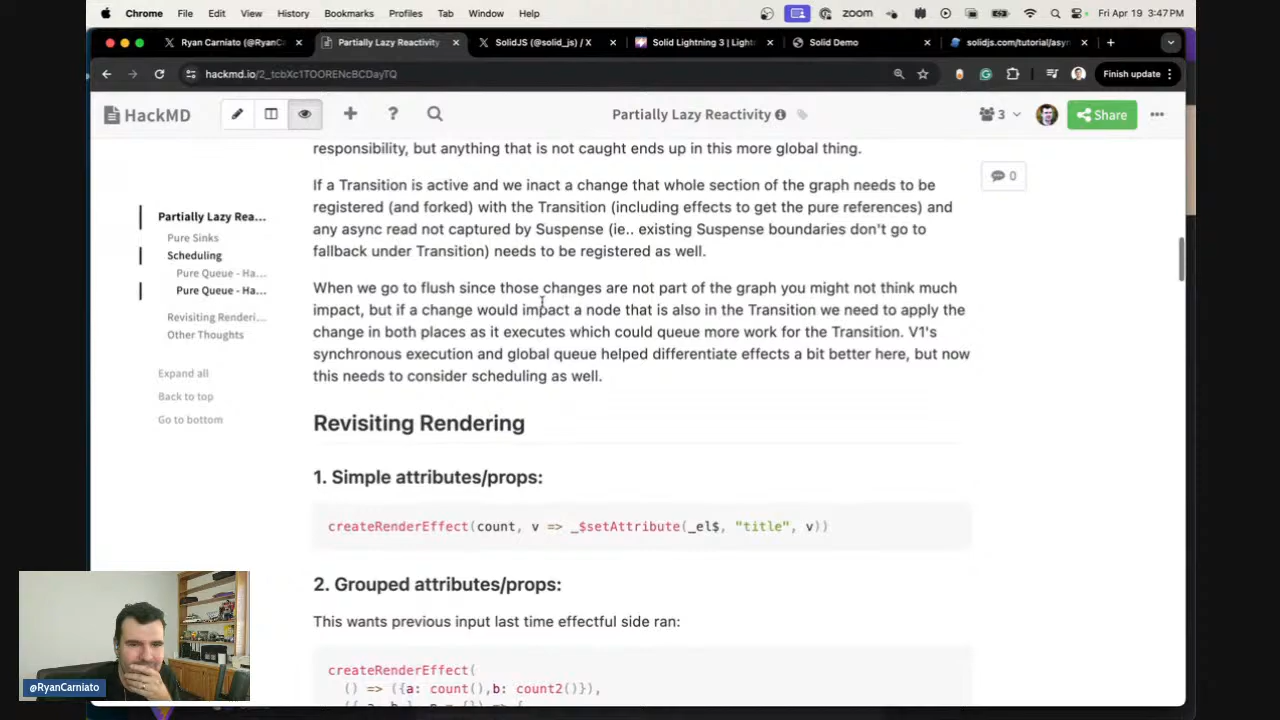 Chrome File Edit View History Bookmarks Profiles Tab Window Help zoom Fri Apr 19 3:47 PM
Ryan Carniato (@RyanC Partially Lazy Reactivity SolidJS (@solid_js) / X Solid Lightning 3 | Light Solid Demo solidjs.com/tutorial/asy
hackmd.io/2_tcbXc1TOORENcBCDayTQ Finish update
HackMD Partially Lazy Reactivity 3 Share
responsibility, but anything that is not caught ends up in this more global thing.
0
If a Transition is active and we inact a change that whole section of the graph needs to be
registered (and forked) with the Transition (including effects to get the pure references) and
any async read not captured by Suspense (ie.. existing Suspense boundaries don't go to
fallback under Transition) needs to be registered as well.
When we go to flush since those changes are not part of the graph you might not think much
impact, but if a change would impact a node that is also in the Transition we need to apply the
change in both places as it executes which could queue more work for the Transition. V1's
synchronous execution and global queue helped differentiate effects a bit better here, but now
this needs to consider scheduling as well.
Partially Lazy Rea...
Pure Sinks
Scheduling
Pure Queue - Ha...
Pure Queue - Ha...
Revisiting Renderi...
Other Thoughts
Expand all
Back to top
Go to bottom
Revisiting Rendering
1. Simple attributes/props:
createRenderEffect(count, v => _$setAttribute(_el$, "title", v))
2. Grouped attributes/props:
This wants previous input last time effectful side ran:
createRenderEffect(
() => ({a: count(),b: count2()}),
@RyanCarniato